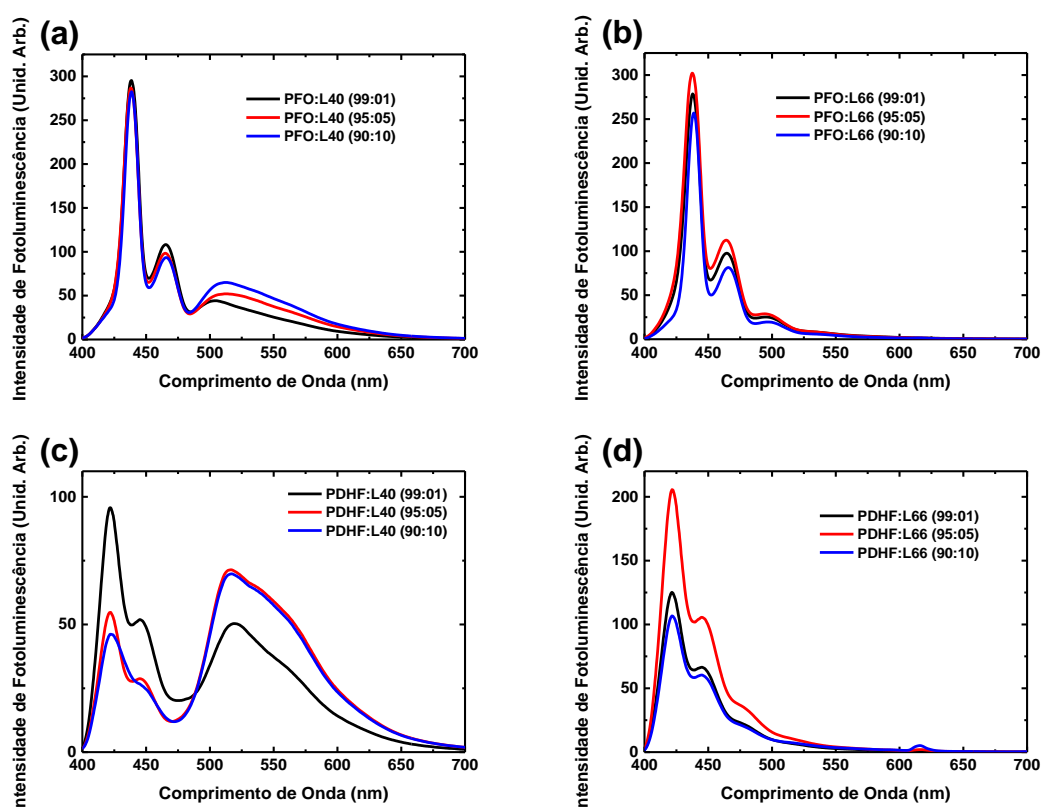 (a)
Intensidade de Fotoluminescência (Unid. Arb.)
300
250
200
150
100
50
0
PFO:L40 (99:01)
PFO:L40 (95:05)
PFO:L40 (90:10)
400 450 500 550 600 650 700
Comprimento de Onda (nm)
(b)
Intensidade de Fotoluminescência (Unid. Arb.)
300
250
200
150
100
50
0
PFO:L66 (99:01)
PFO:L66 (95:05)
PFO:L66 (90:10)
400 450 500 550 600 650 700
Comprimento de Onda (nm)
(c)
ntensidade de Fotoluminescência (Unid. Arb.)
100
50
0
PDHF:L40 (99:01)
PDHF:L40 (95:05)
PDHF:L40 (90:10)
400 450 500 550 600 650 700
Comprimento de Onda (nm)
(d)
ntensidade de Fotoluminescência (Unid. Arb.)
200
150
100
50
0
PDHF:L66 (99:01)
PDHF:L66 (95:05)
PDHF:L66 (90:10)
400 450 500 550 600 650 700
Comprimento de Onda (nm)